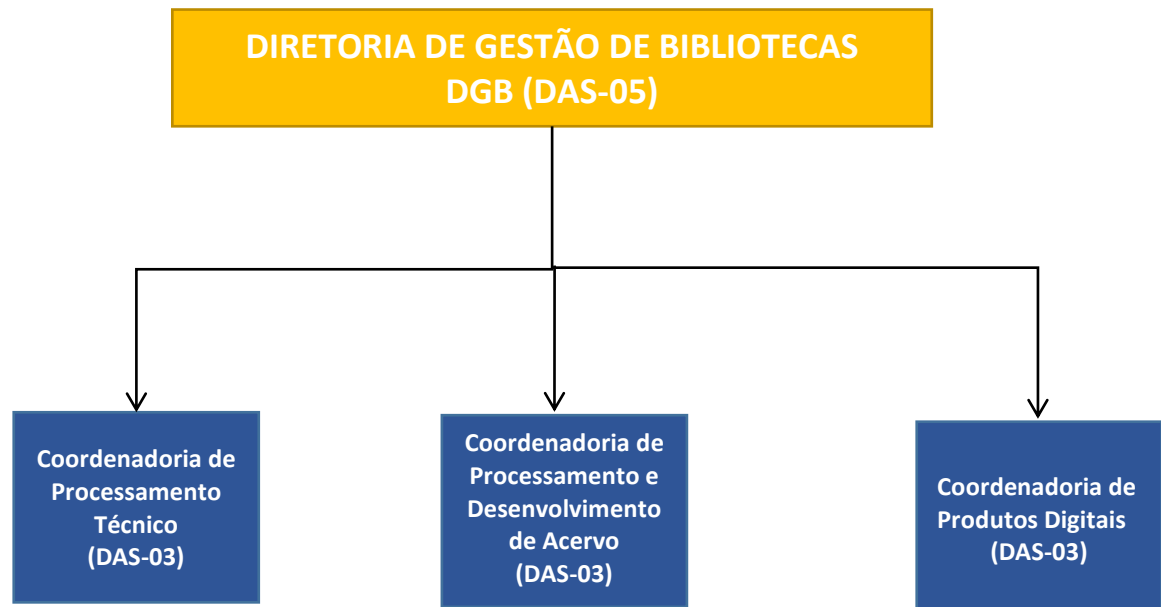 DIRETORIA DE GESTÃO DE BIBLIOTECAS
DGB (DAS-05)
Coordenadoria de
Processamento
Técnico
(DAS-03)
Coordenadoria de
Processamento e
Desenvolvimento
de Acervo
(DAS-03)
Coordenadoria de
Produtos Digitais
(DAS-03)